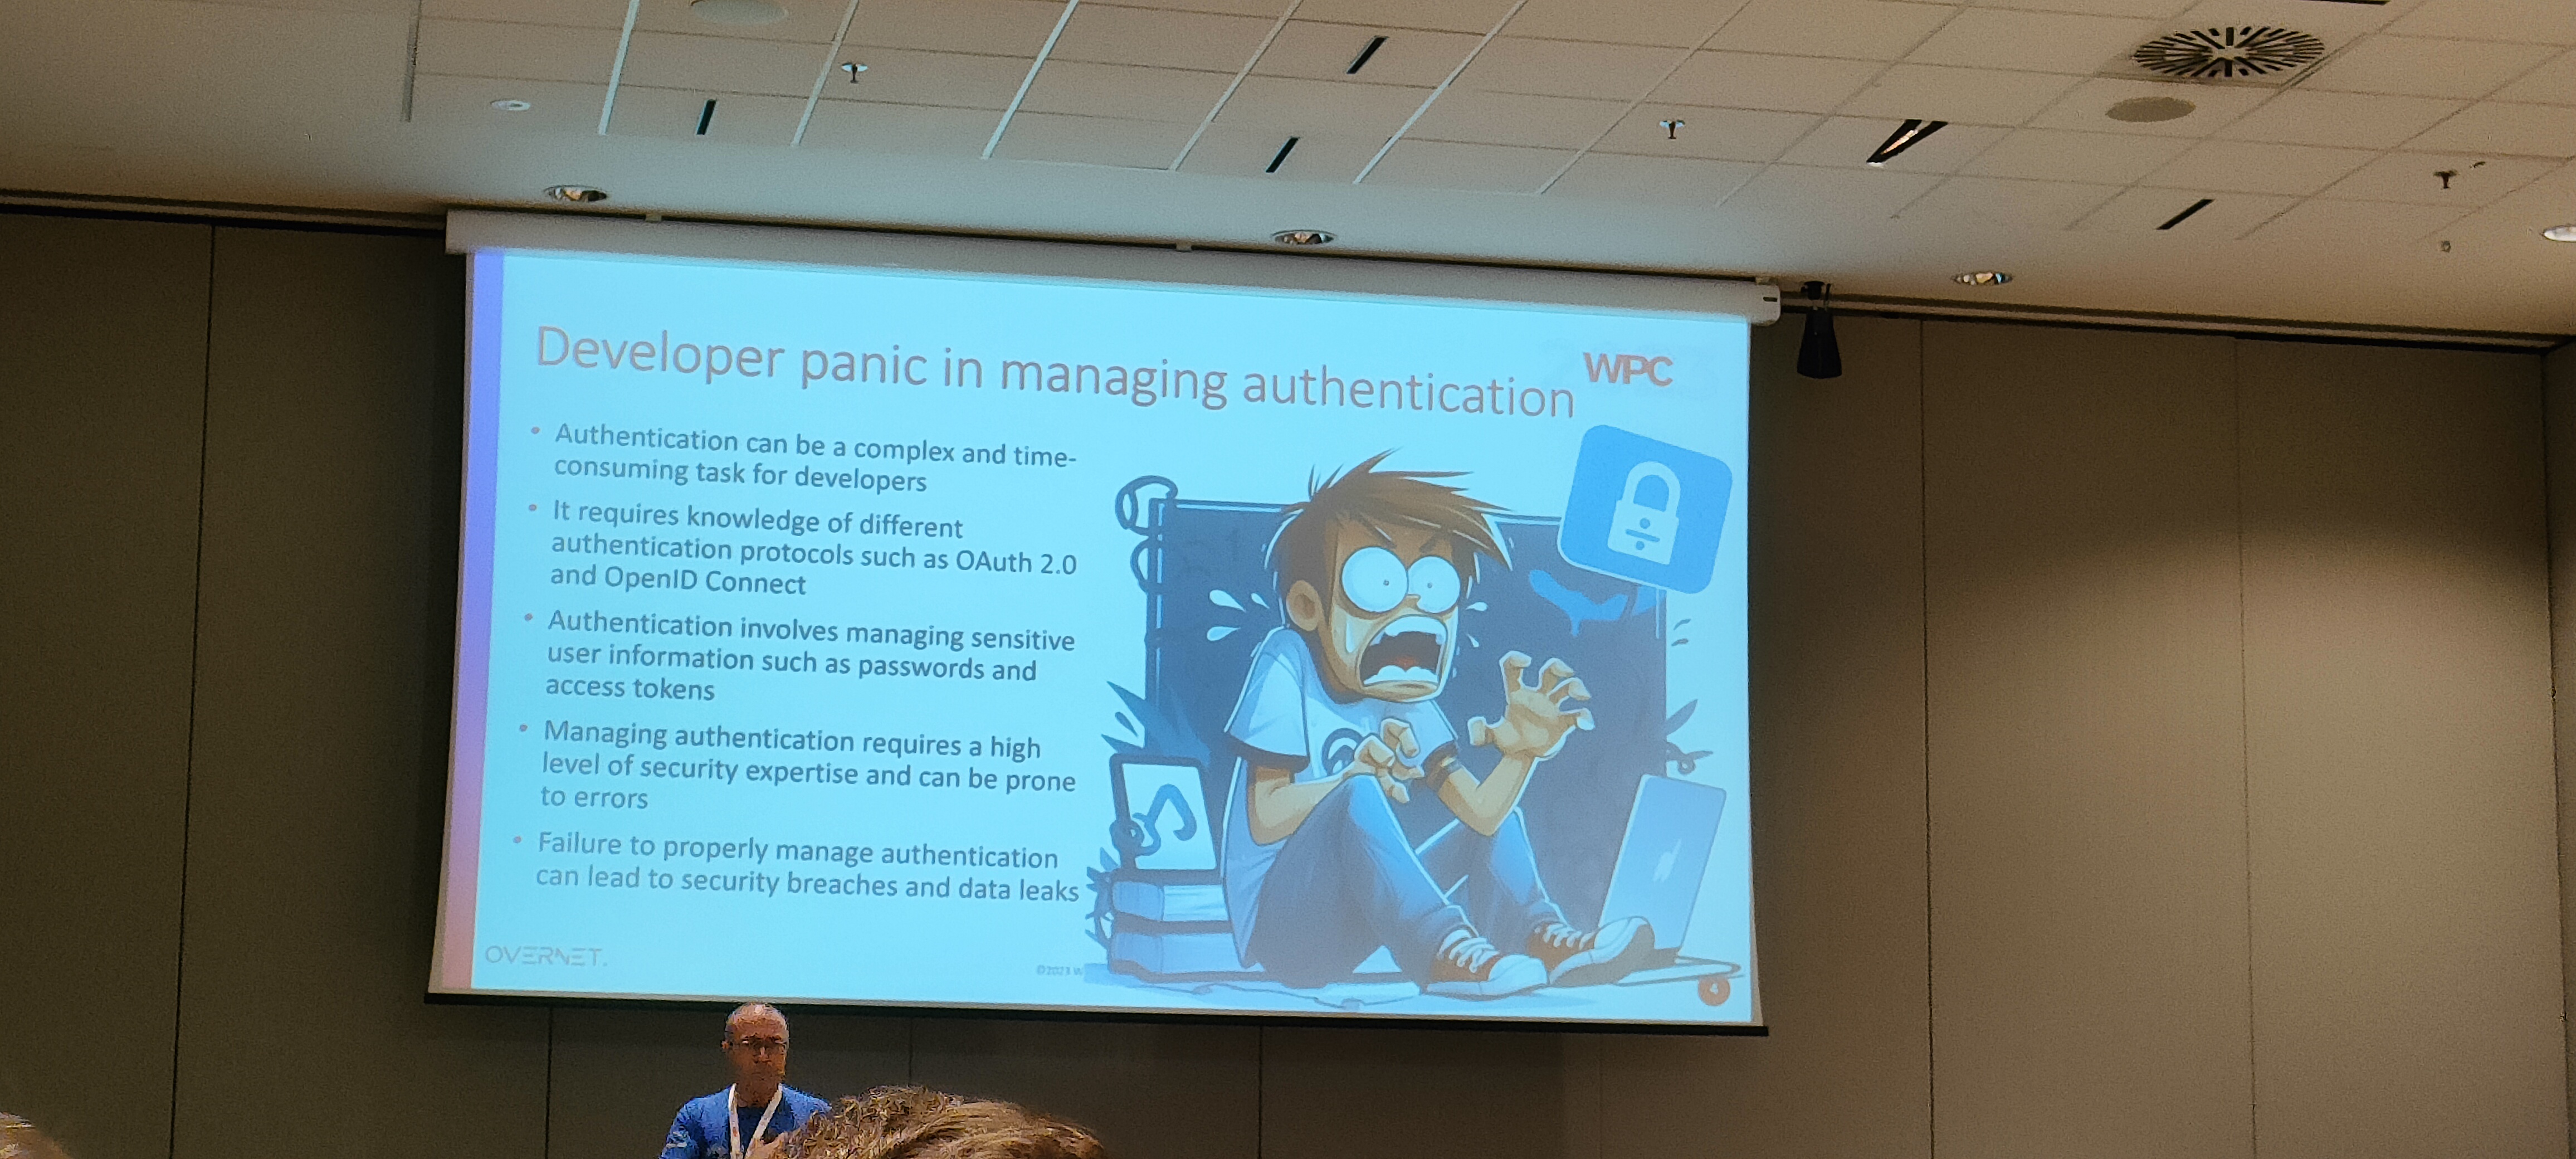 Developer panic in managing authentication
WPC
• Authentication can be a complex and time-
consuming task for developers
• It requires knowledge of different
authentication protocols such as OAuth 2.0
and OpenID Connect
• Authentication involves managing sensitive
user information such as passwords and
access tokens
• Managing authentication requires a high
level of security expertise and can be prone
to errors
• Failure to properly manage authentication
can lead to security breaches and data leaks
OVERNET.
©2023 W
4